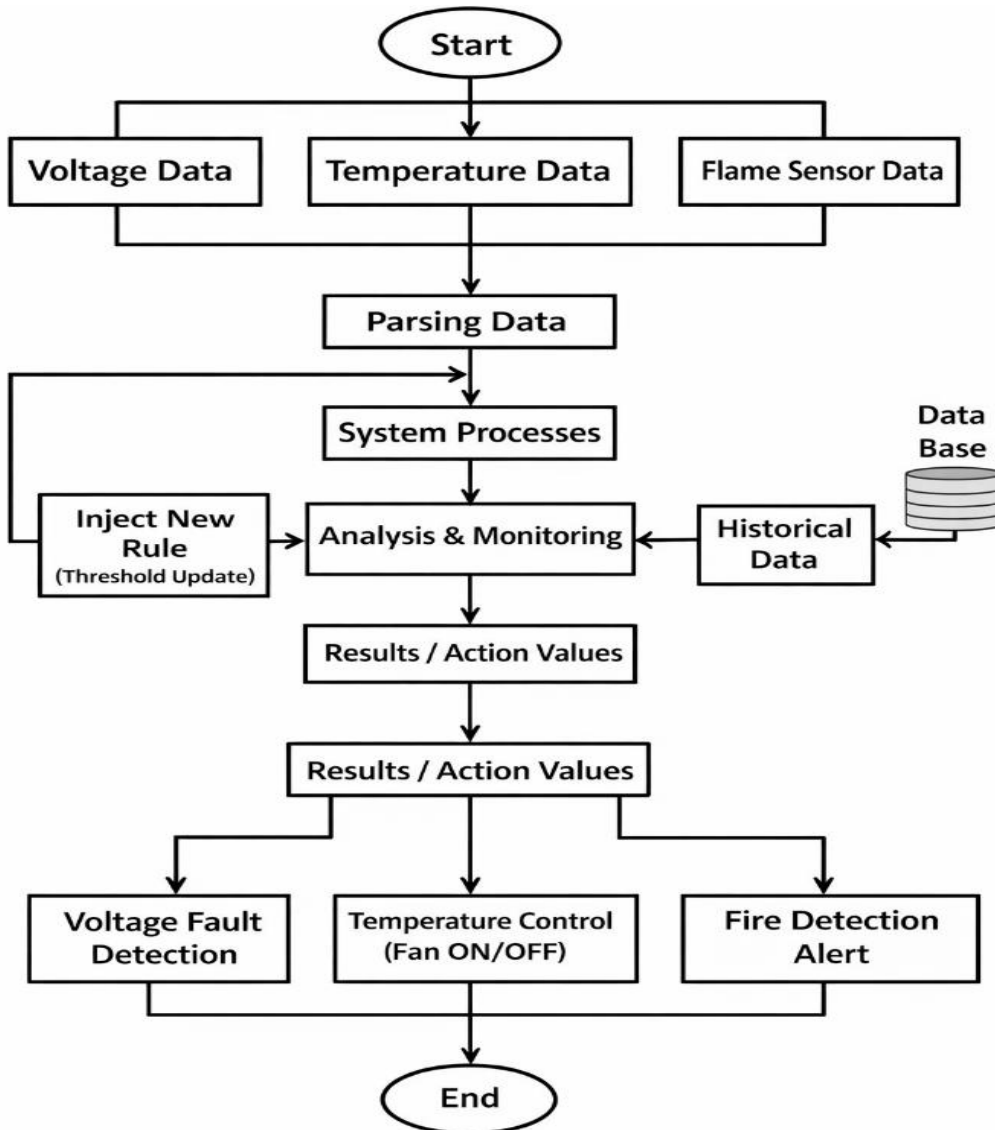 Start
Voltage Data
Temperature Data
Flame Sensor Data
Parsing Data
System Processes
Data
Base
Inject New
Rule
(Threshold Update)
Analysis & Monitoring
Historical
Data
Results / Action Values
Results / Action Values
Voltage Fault
Detection
Temperature Control
(Fan ON/OFF)
Fire Detection
Alert
End